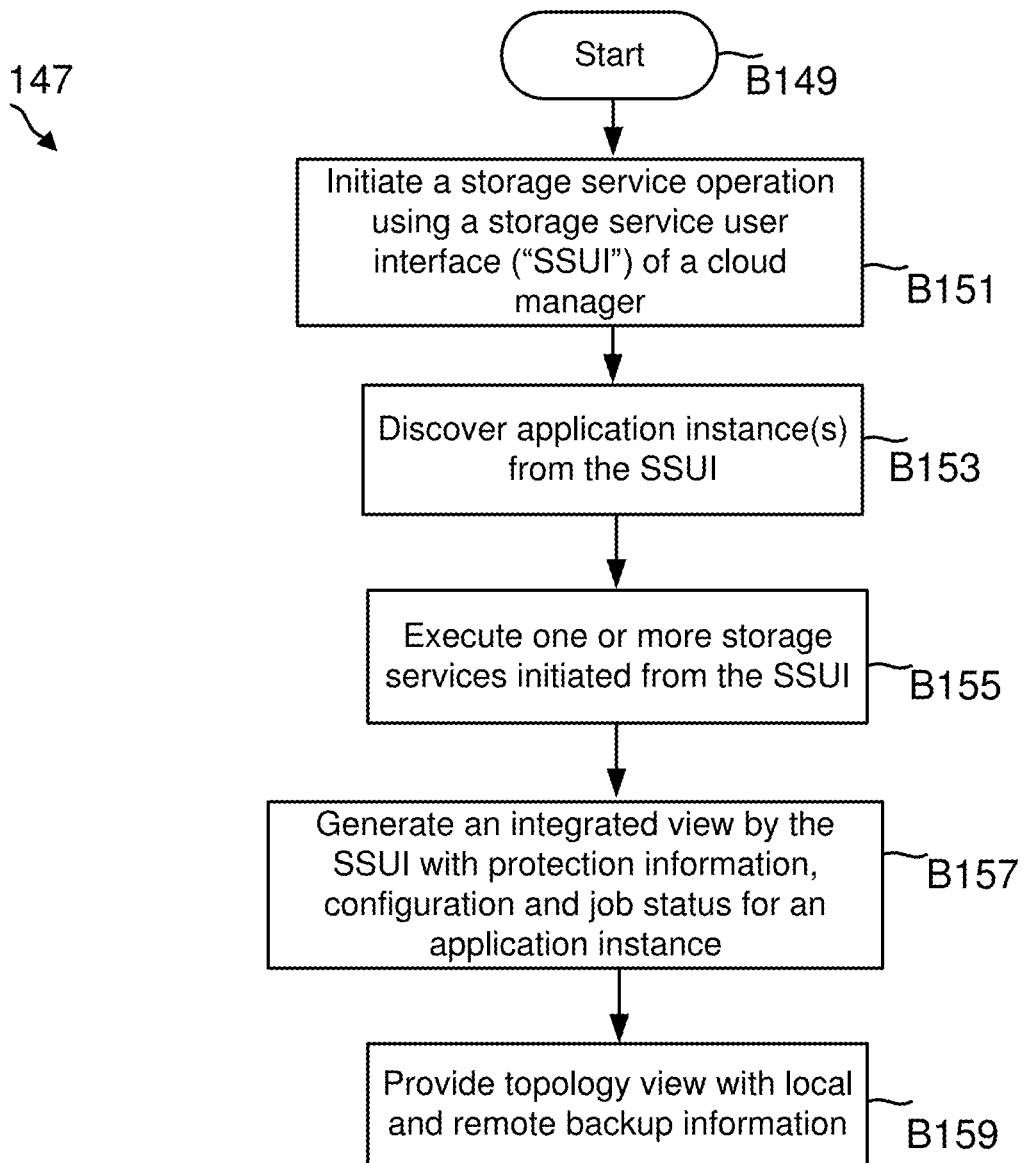 147
Start
B149
Initiate a storage service operation
using a storage service user
interface (“SSUI”) of a cloud
manager
B151
Discover application instance(s)
from the SSUI
B153
Execute one or more storage
services initiated from the SSUI
B155
Generate an integrated view by the
SSUI with protection information,
configuration and job status for an
application instance
B157
Provide topology view with local
and remote backup information
B159